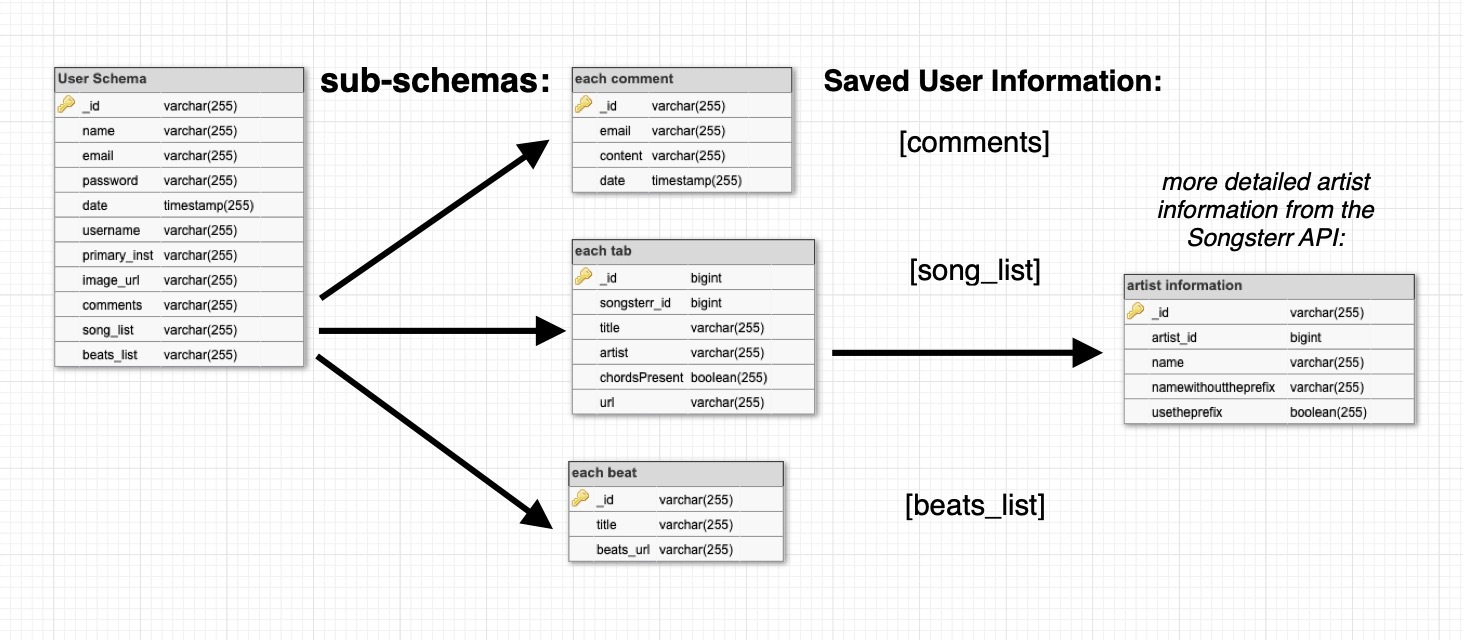 User Schema
_id varchar(255)
name varchar(255)
email varchar(255)
password varchar(255)
date timestamp(255)
username varchar(255)
primary_inst varchar(255)
image_url varchar(255)
comments varchar(255)
song_list varchar(255)
beats_list varchar(255)
sub-schemas:
each comment
_id varchar(255)
email varchar(255)
content varchar(255)
date timestamp(255)
each tab
_id bigint
songsterr_id bigint
title varchar(255)
artist varchar(255)
chordsPresent boolean(255)
url varchar(255)
each beat
_id varchar(255)
title varchar(255)
beats_url varchar(255)
Saved User Information:
[comments]
[song_list]
[beats_list]
more detailed artist
information from the
Songsterr API:
artist information
_id varchar(255)
artist_id bigint
name varchar(255)
namewithouttheprefix varchar(255)
usetheprefix boolean(255)